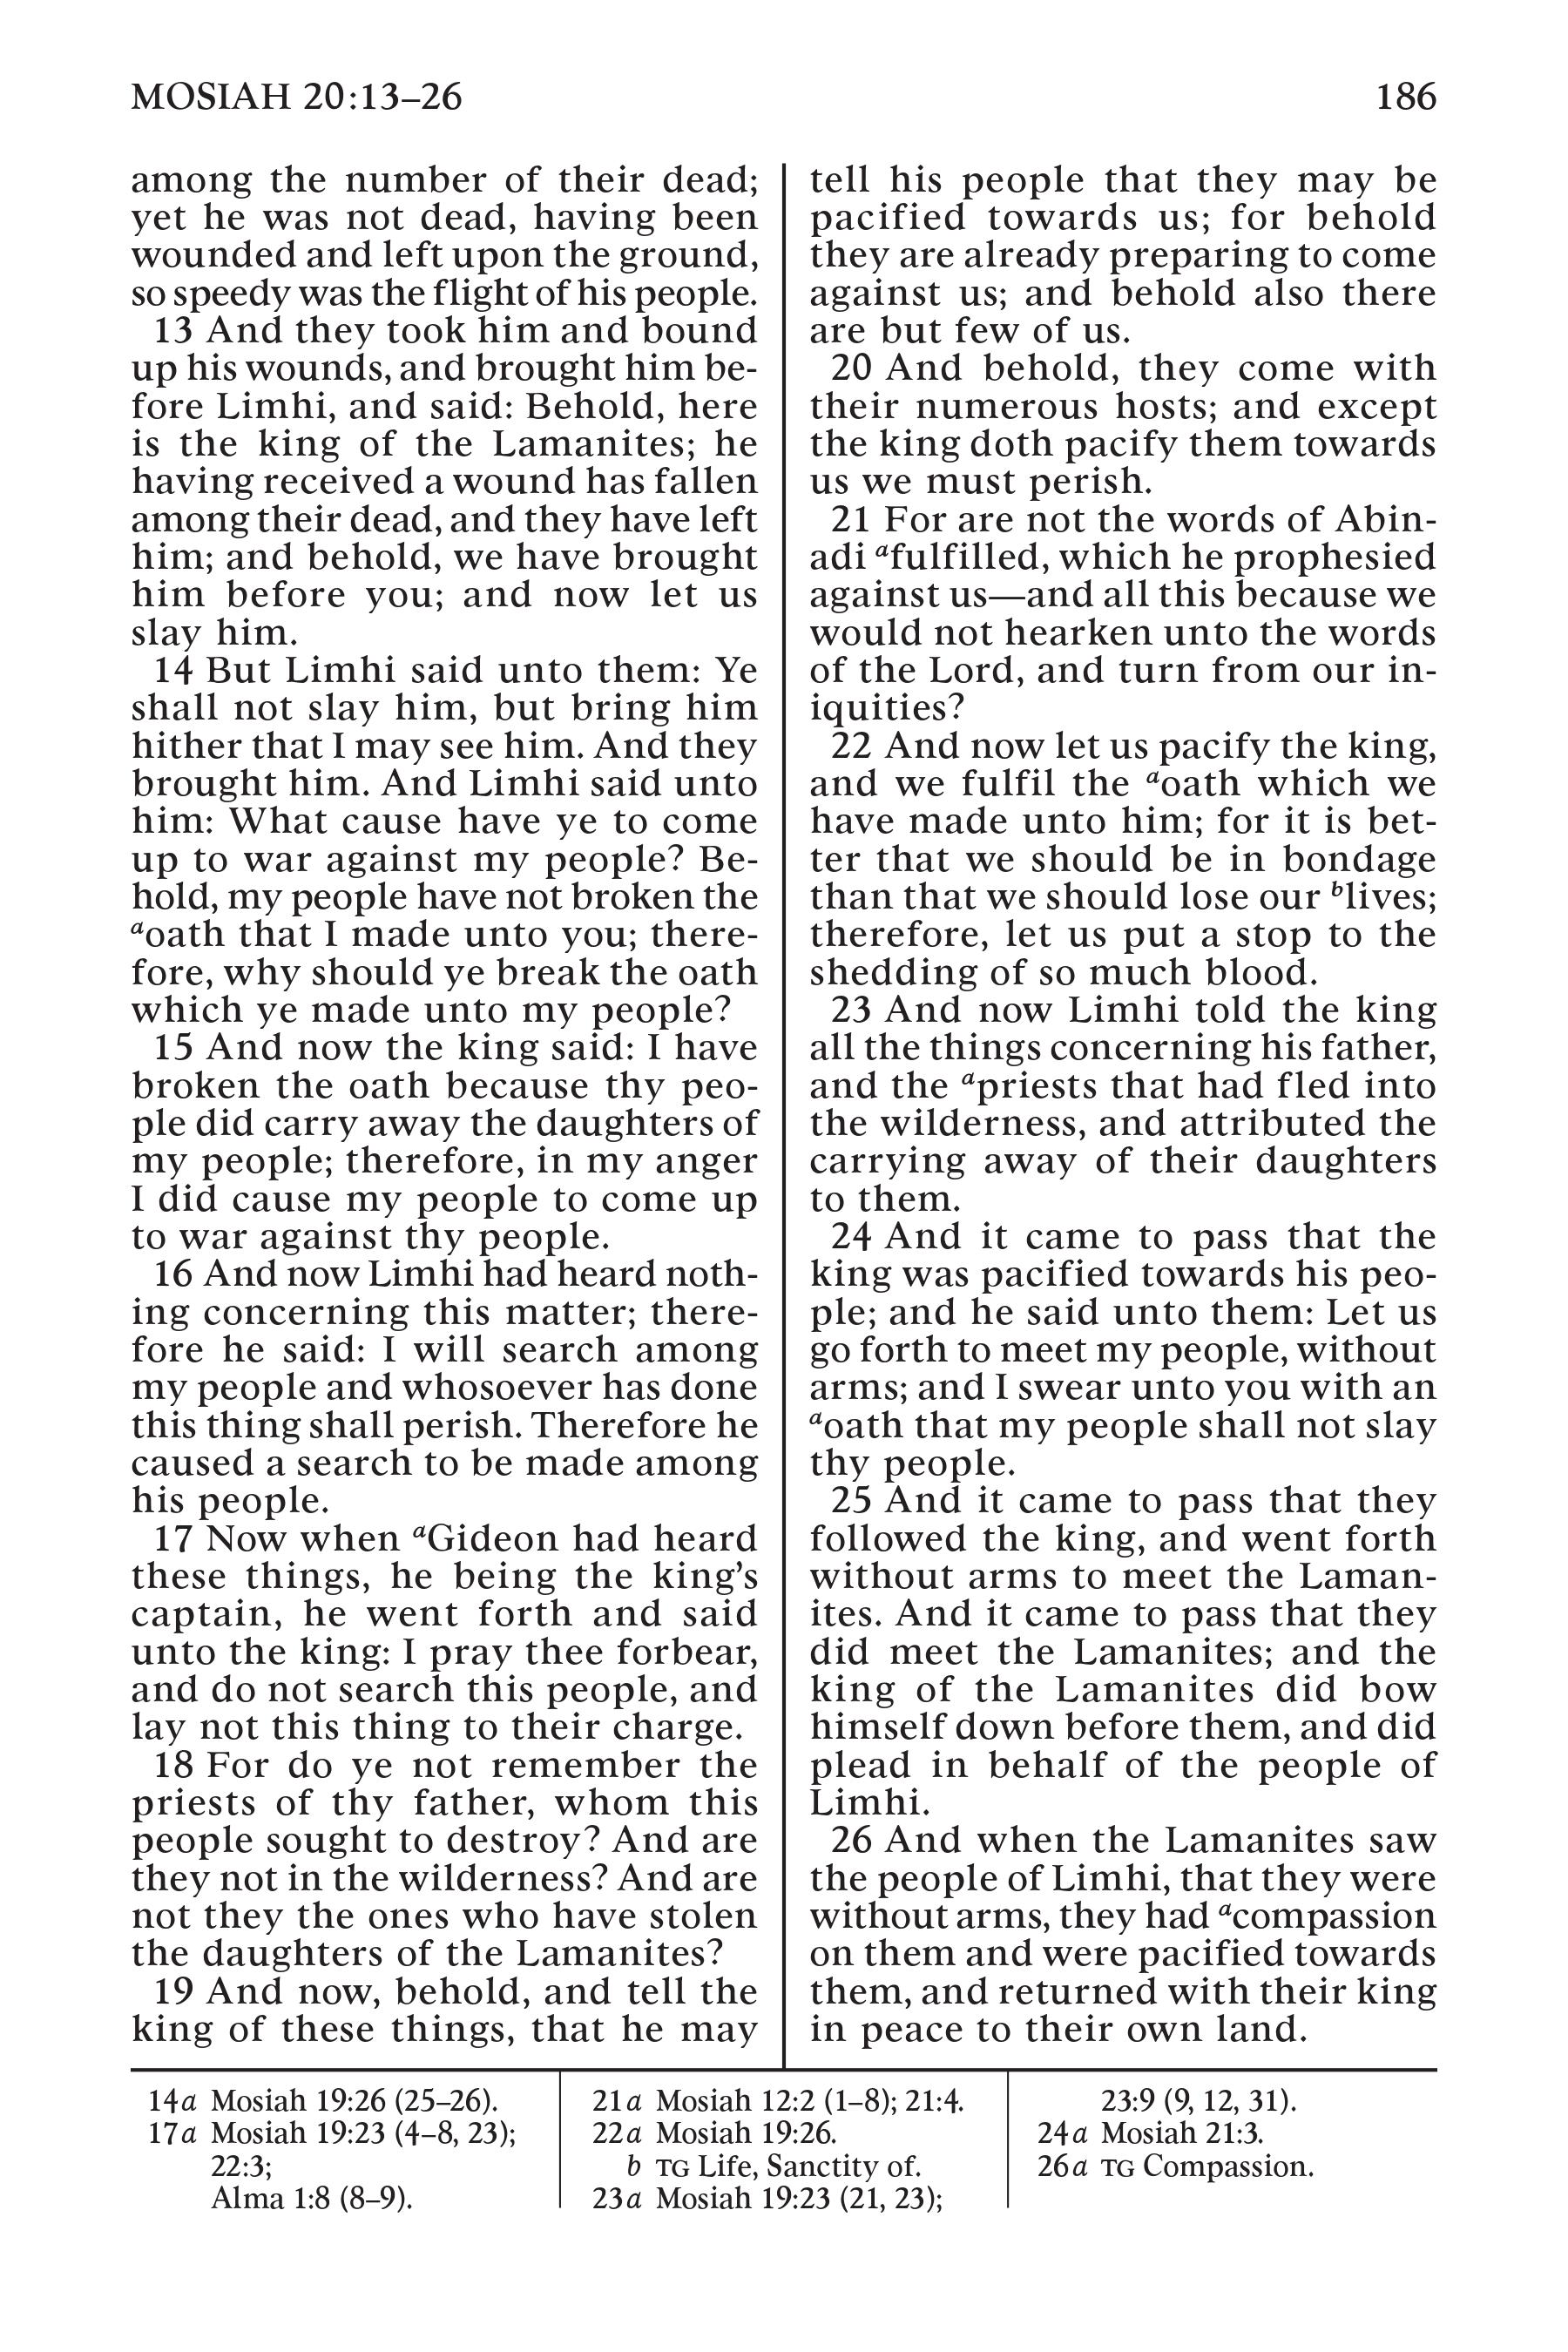 MOSIAH 20:13–26
186
among the number of their dead;
yet he was not dead, having been
wounded and left upon the ground,
so speedy was the flight of his people.
13 And they took him and bound
up his wounds, and brought him be-
fore Limhi, and said: Behold, here
is the king of the Lamanites; he
having received a wound has fallen
among their dead, and they have left
him; and behold, we have brought
him before you; and now let us
slay him.
14 But Limhi said unto them: Ye
shall not slay him, but bring him
hither that I may see him. And they
brought him. And Limhi said unto
him: What cause have ye to come
up to war against my people? Be-
hold, my people have not broken the
aoath that I made unto you; there-
fore, why should ye break the oath
which ye made unto my people?
15 And now the king said: I have
broken the oath because thy peo-
ple did carry away the daughters of
my people; therefore, in my anger
I did cause my people to come up
to war against thy people.
16 And now Limhi had heard noth-
ing concerning this matter; there-
fore he said: I will search among
my people and whosoever has done
this thing shall perish. Therefore he
caused a search to be made among
his people.
17 Now when aGideon had heard
these things, he being the king’s
captain, he went forth and said
unto the king: I pray thee forbear,
and do not search this people, and
lay not this thing to their charge.
18 For do ye not remember the
priests of thy father, whom this
people sought to destroy? And are
they not in the wilderness? And are
not they the ones who have stolen
the daughters of the Lamanites?
19 And now, behold, and tell the
king of these things, that he may
tell his people that they may be
pacified towards us; for behold
they are already preparing to come
against us; and behold also there
are but few of us.
20 And behold, they come with
their numerous hosts; and except
the king doth pacify them towards
us we must perish.
21 For are not the words of Abin-
adi afulfilled, which he prophesied
against us—and all this because we
would not hearken unto the words
of the Lord, and turn from our in-
iquities?
22 And now let us pacify the king,
and we fulfil the aoath which we
have made unto him; for it is bet-
ter that we should be in bondage
than that we should lose our blives;
therefore, let us put a stop to the
shedding of so much blood.
23 And now Limhi told the king
all the things concerning his father,
and the apriests that had fled into
the wilderness, and attributed the
carrying away of their daughters
to them.
24 And it came to pass that the
king was pacified towards his peo-
ple; and he said unto them: Let us
go forth to meet my people, without
arms; and I swear unto you with an
aoath that my people shall not slay
thy people.
25 And it came to pass that they
followed the king, and went forth
without arms to meet the Laman-
ites. And it came to pass that they
did meet the Lamanites; and the
king of the Lamanites did bow
himself down before them, and did
plead in behalf of the people of
Limhi.
26 And when the Lamanites saw
the people of Limhi, that they were
without arms, they had acompassion
on them and were pacified towards
them, and returned with their king
in peace to their own land.
14a Mosiah 19:26 (25–26).
17a Mosiah 19:23 (4–8, 23);
22:3;
Alma 1:8 (8–9).
21a Mosiah 12:2 (1–8); 21:4.
22a Mosiah 19:26.
b TG Life, Sanctity of.
23a Mosiah 19:23 (21, 23);
23:9 (9, 12, 31).
24a Mosiah 21:3.
26a TG Compassion.